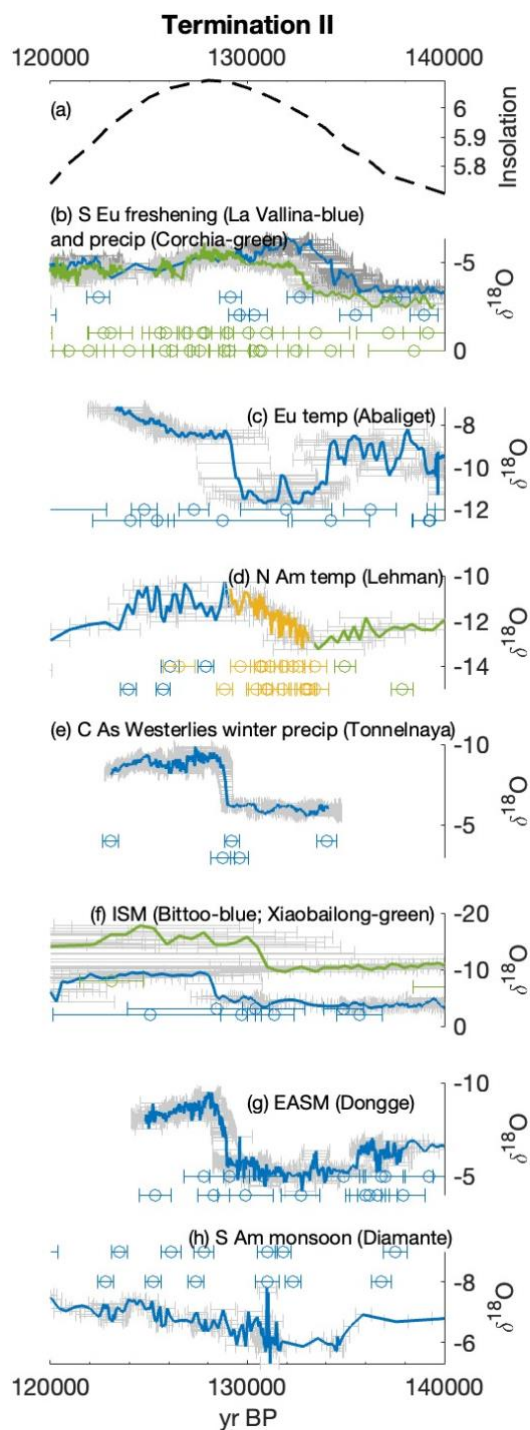 Termination II
120000 130000 140000
(a)
6
5.9
5.8
Insolation
(b) S Eu freshening (La Vallina-blue)
and precip (Corchia-green)
-5
0
δ18O
(c) Eu temp (Abaliget)
-8
-10
-12
δ18O
(d) N Am temp (Lehman)
-10
-12
-14
δ18O
(e) C As Westerlies winter precip (Tonnelnaya)
-10
-5
δ18O
(f) ISM (Bittoo-blue; Xiaobailong-green)
-20
-10
0
δ18O
(g) EASM (Dongge)
-10
-5
δ18O
(h) S Am monsoon (Diamante)
-8
-6
δ18O
120000 130000 140000
yr BP